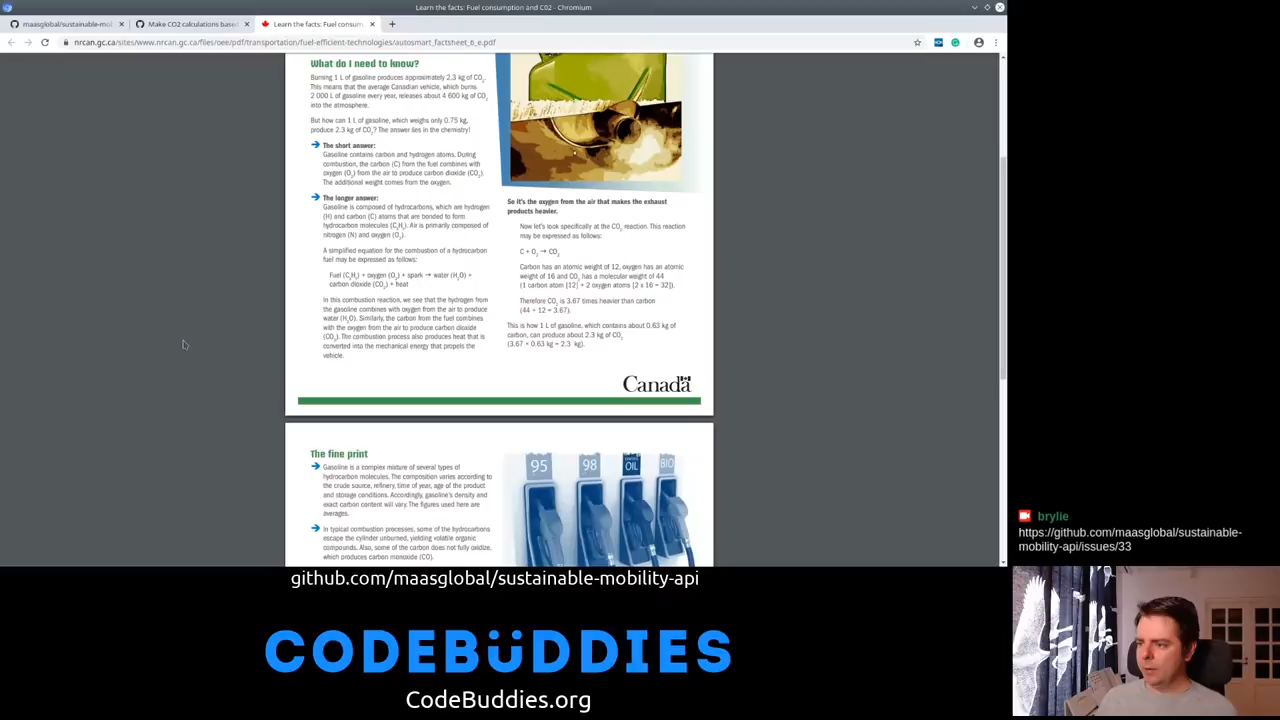 Learn the facts: Fuel consumption and CO2 - Chromium
maasglobal/sustainable-mol
Make CO2 calculations based
Learn the facts: Fuel consum
nrcan.gc.ca/sites/www.nrcan.gc.ca/files/oee/pdf/transportation/fuel-efficient-technologies/autosmart_factsheet_6_e.pdf
What do I need to know?
Burning 1 L of gasoline produces approximately 2.3 kg of CO2.
This means that the average Canadian vehicle, which burns
2 000 L of gasoline every year, releases about 4 600 kg of CO2
into the atmosphere.
But how can 1 L of gasoline, which weighs only 0.75 kg,
produce 2.3 kg of CO2? The answer lies in the chemistry!
The short answer:
Gasoline contains carbon and hydrogen atoms. During
combustion, the carbon (C) from the fuel combines with
oxygen (O2) from the air to produce carbon dioxide (CO2).
The additional weight comes from the oxygen.
The longer answer:
Gasoline is composed of hydrocarbons, which are hydrogen
(H) and carbon (C) atoms that are bonded to form
hydrocarbon molecules (CxHy). Air is primarily composed of
nitrogen (N) and oxygen (O2).
A simplified equation for the combustion of a hydrocarbon
fuel may be expressed as follows:
Fuel (CxHy) + oxygen (O2) + spark → water (H2O) +
carbon dioxide (CO2) + heat
In this combustion reaction, we see that the hydrogen from
the gasoline combines with oxygen from the air to produce
water (H2O). Similarly, the carbon from the fuel combines
with the oxygen from the air to produce carbon dioxide
(CO2). The combustion process also produces heat that is
converted into the mechanical energy that propels the
vehicle.
So it's the oxygen from the air that makes the exhaust
products heavier.
Now let's look specifically at the CO2 reaction. This reaction
may be expressed as follows:
C + O2 → CO2
Carbon has an atomic weight of 12, oxygen has an atomic
weight of 16 and CO2 has a molecular weight of 44
(1 carbon atom [12] + 2 oxygen atoms [2 x 16 = 32]).
Therefore CO2 is 3.67 times heavier than carbon
(44 ÷ 12 = 3.67).
This is how 1 L of gasoline, which contains about 0.63 kg of
carbon, can produce about 2.3 kg of CO2
(3.67 × 0.63 kg = 2.3 kg).
Canada
The fine print
Gasoline is a complex mixture of several types of
hydrocarbon molecules. The composition varies according to
the crude source, refinery, time of year, age of the product
and storage conditions. Accordingly, gasoline's density and
exact carbon content will vary. The figures used here are
averages.
In typical combustion processes, some of the hydrocarbons
escape the cylinder unburned, yielding volatile organic
compounds. Also, some of the carbon does not fully oxidize,
which produces carbon monoxide (CO).
95
98
OIL
BIO
brylie
https://github.com/maasglobal/sustainable-
mobility-api/issues/33
github.com/maasglobal/sustainable-mobility-api
CODEBÜDDIES
CodeBuddies.org